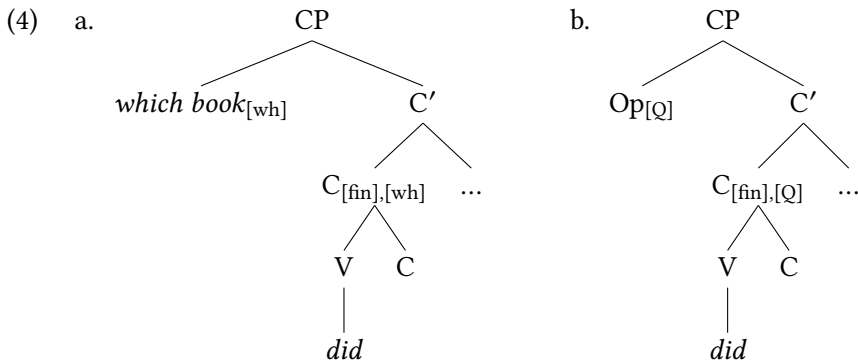 (4) a. CP b. CP
which book[wh] C′ Op[Q] C′
C[fin],[wh] ... C[fin],[Q] ...
V C V C
did did